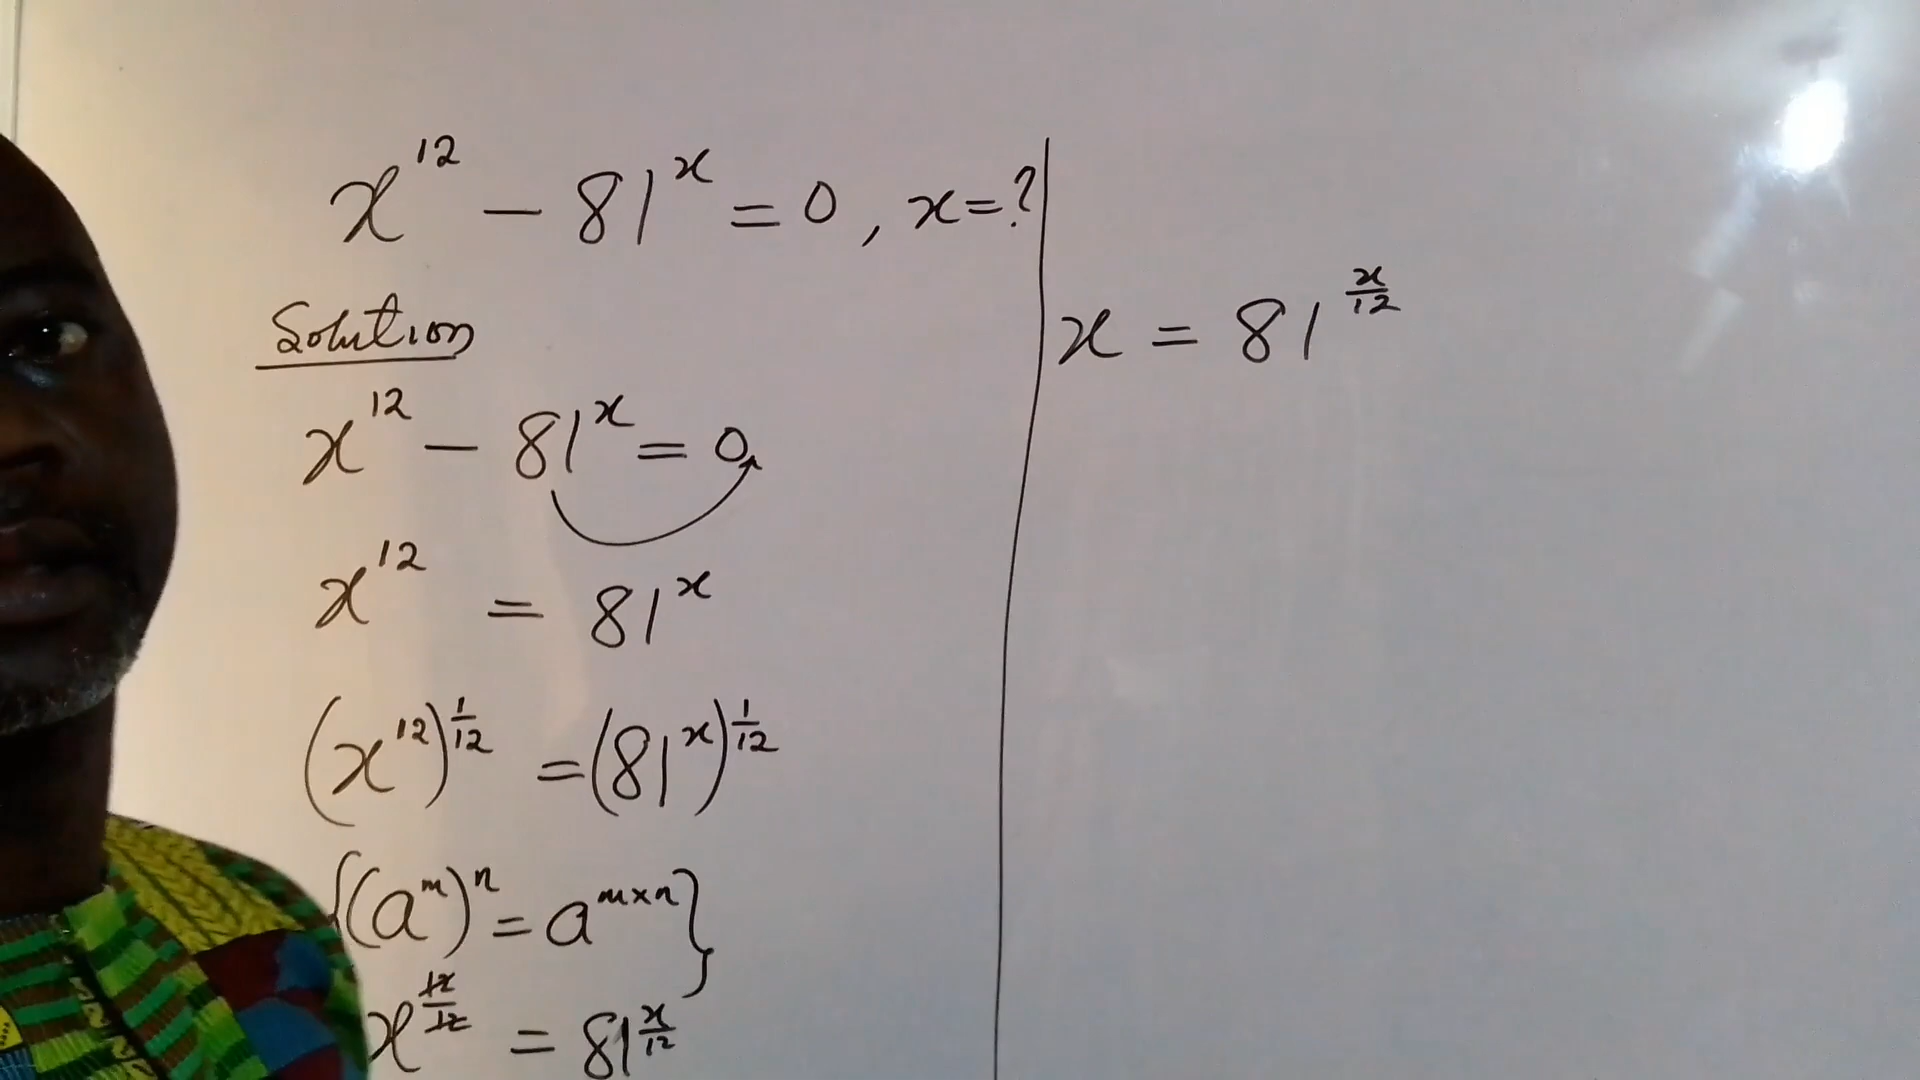 x^12 - 81^x = 0, x=?
Solution
x^12 - 81^x = 0
x^12 = 81^x
(x^12)^1/12 = (81^x)^1/12
{(a^m)^n = a^m×n}
x^12/12 = 81^x/12
x = 81^x/12